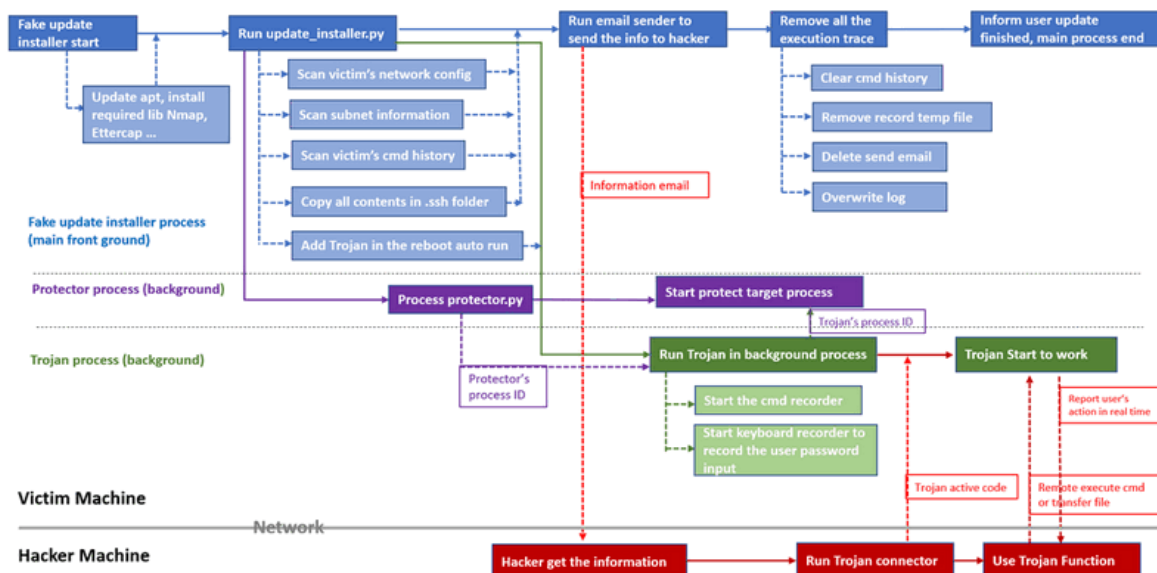 Fake update
installer start
Run update_installer.py
Run email sender to
send the info to hacker
Remove all the
execution trace
Inform user update
finished, main process end
Update apt, install
required lib Nmap,
Ettercap ...
Scan victim's network config
Scan subnet information
Scan victim's cmd history
Copy all contents in .ssh folder
Add Trojan in the reboot auto run
Clear cmd history
Remove record temp file
Delete send email
Overwrite log
Information email
Fake update installer process
(main front ground)
Protector process (background)
Process protector.py
Start protect target process
Trojan's process ID
Trojan process (background)
Protector's
process ID
Run Trojan in background process
Trojan Start to work
Start the cmd recorder
Start keyboard recorder to
record the user password
input
Report user's
action in real time
Trojan active code
Remote execute cmd
or transfer file
Victim Machine
Network
Hacker Machine
Hacker get the information
Run Trojan connector
Use Trojan Function